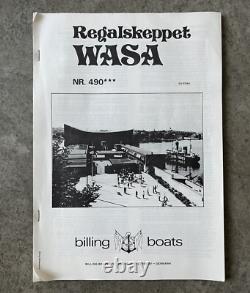 Regalskeppet
WASA
NR. 490***
billing boats